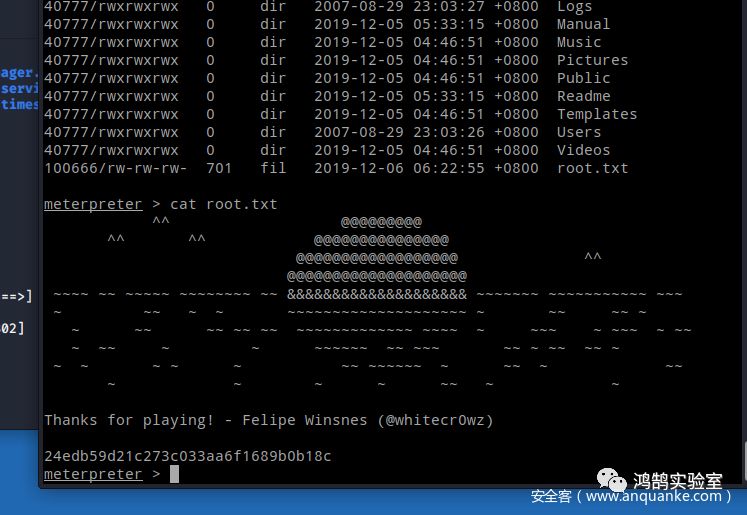 40777/rwxrwxrwx   0     dir   2007-08-29 23:03:27 +0800  Logs
40777/rwxrwxrwx   0     dir   2019-12-05 05:33:15 +0800  Manual
40777/rwxrwxrwx   0     dir   2019-12-05 04:46:51 +0800  Music
ager. 40777/rwxrwxrwx   0     dir   2019-12-05 04:46:51 +0800  Pictures
servi 40777/rwxrwxrwx   0     dir   2019-12-05 04:46:51 +0800  Public
times 40777/rwxrwxrwx   0     dir   2019-12-05 05:33:15 +0800  Readme
40777/rwxrwxrwx   0     dir   2019-12-05 04:46:51 +0800  Templates
40777/rwxrwxrwx   0     dir   2007-08-29 23:03:26 +0800  Users
40777/rwxrwxrwx   0     dir   2019-12-05 04:46:51 +0800  Videos
100666/rw-rw-rw-  701   fil   2019-12-06 06:22:55 +0800  root.txt
meterpreter > cat root.txt
            ^^                   @@@@@@@@@
       ^^       ^^            @@@@@@@@@@@@@@@
                            @@@@@@@@@@@@@@@@@@              ^^
                           @@@@@@@@@@@@@@@@@@@@
 ~~~~ ~~ ~~~~~ ~~~~~~~~ ~~ &&&&&&&&&&&&&&&&&&&& ~~~~~~~ ~~~~~~~~~~~ ~~~
 ~         ~~   ~  ~       ~~~~~~~~~~~~~~~~~~~~ ~       ~~     ~~ ~
   ~      ~~      ~~ ~~ ~~  ~~~~~~~~~~~~~ ~~~~  ~     ~~~    ~ ~~~  ~ ~~
   ~  ~~     ~         ~      ~~~~~~  ~~ ~~~       ~~ ~ ~~  ~~ ~
 ~  ~       ~ ~      ~           ~~ ~~~~~~  ~      ~~  ~             ~~
       ~             ~        ~      ~      ~~   ~             ~
===>]
Thanks for playing! - Felipe Winsnes (@whitecr0wz)
02]
24edb59d21c273c033aa6f1689b0b18c
meterpreter >
鸿鹄实验室
安全客（www.anquanke.com）